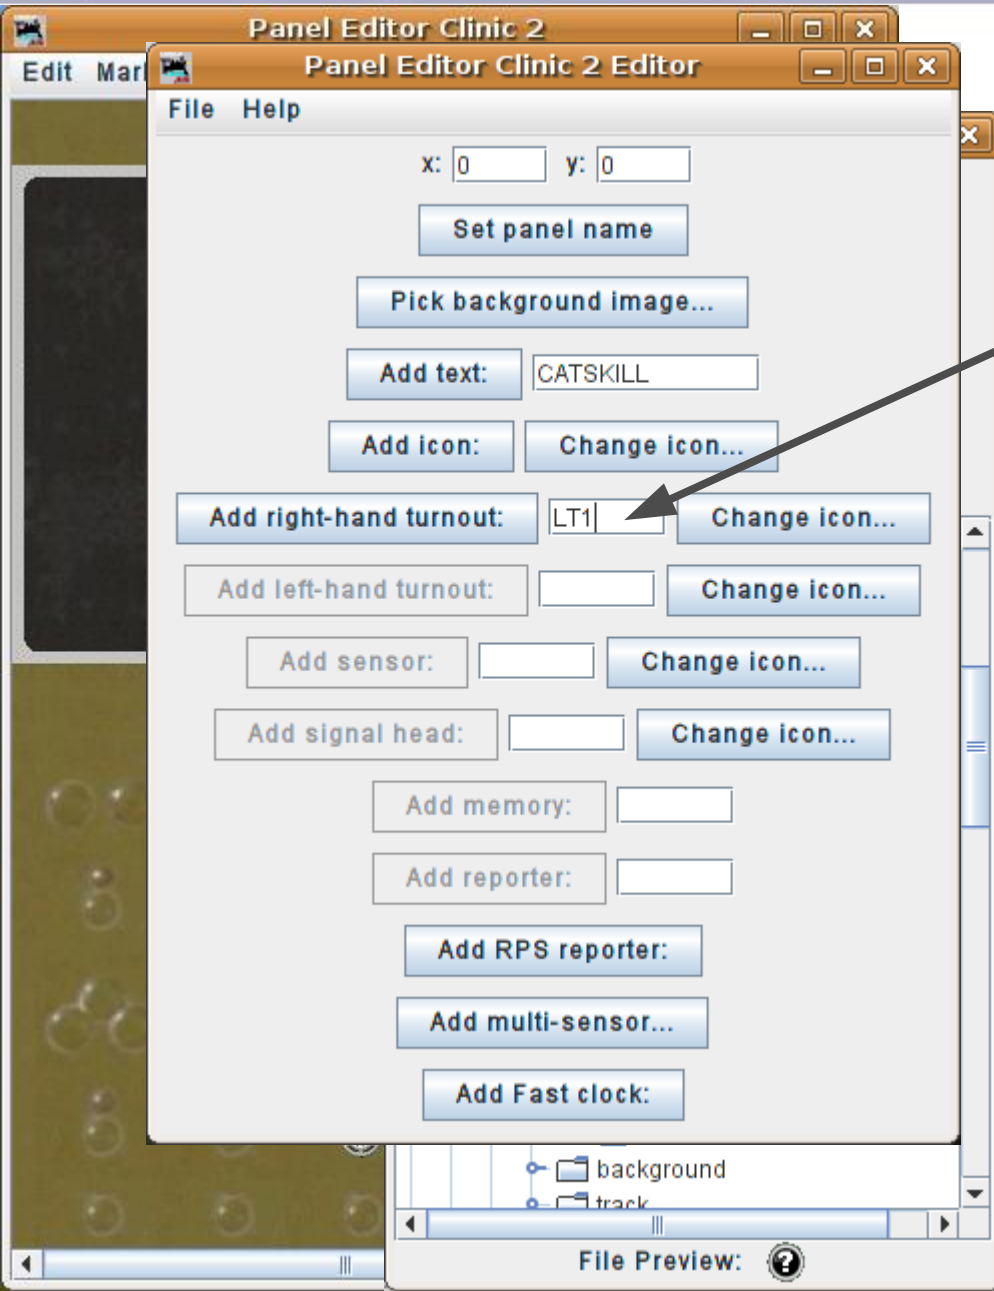 Panel Editor Clinic 2
Edit Mar
Panel Editor Clinic 2 Editor
File Help
x: 0 y: 0
Set panel name
Pick background image...
Add text: CATSKILL
Add icon: Change icon...
Add right-hand turnout: LT1 Change icon...
Add left-hand turnout: Change icon...
Add sensor: Change icon...
Add signal head: Change icon...
Add memory:
Add reporter:
Add RPS reporter:
Add multi-sensor...
Add Fast clock:
background
track
File Preview: ?